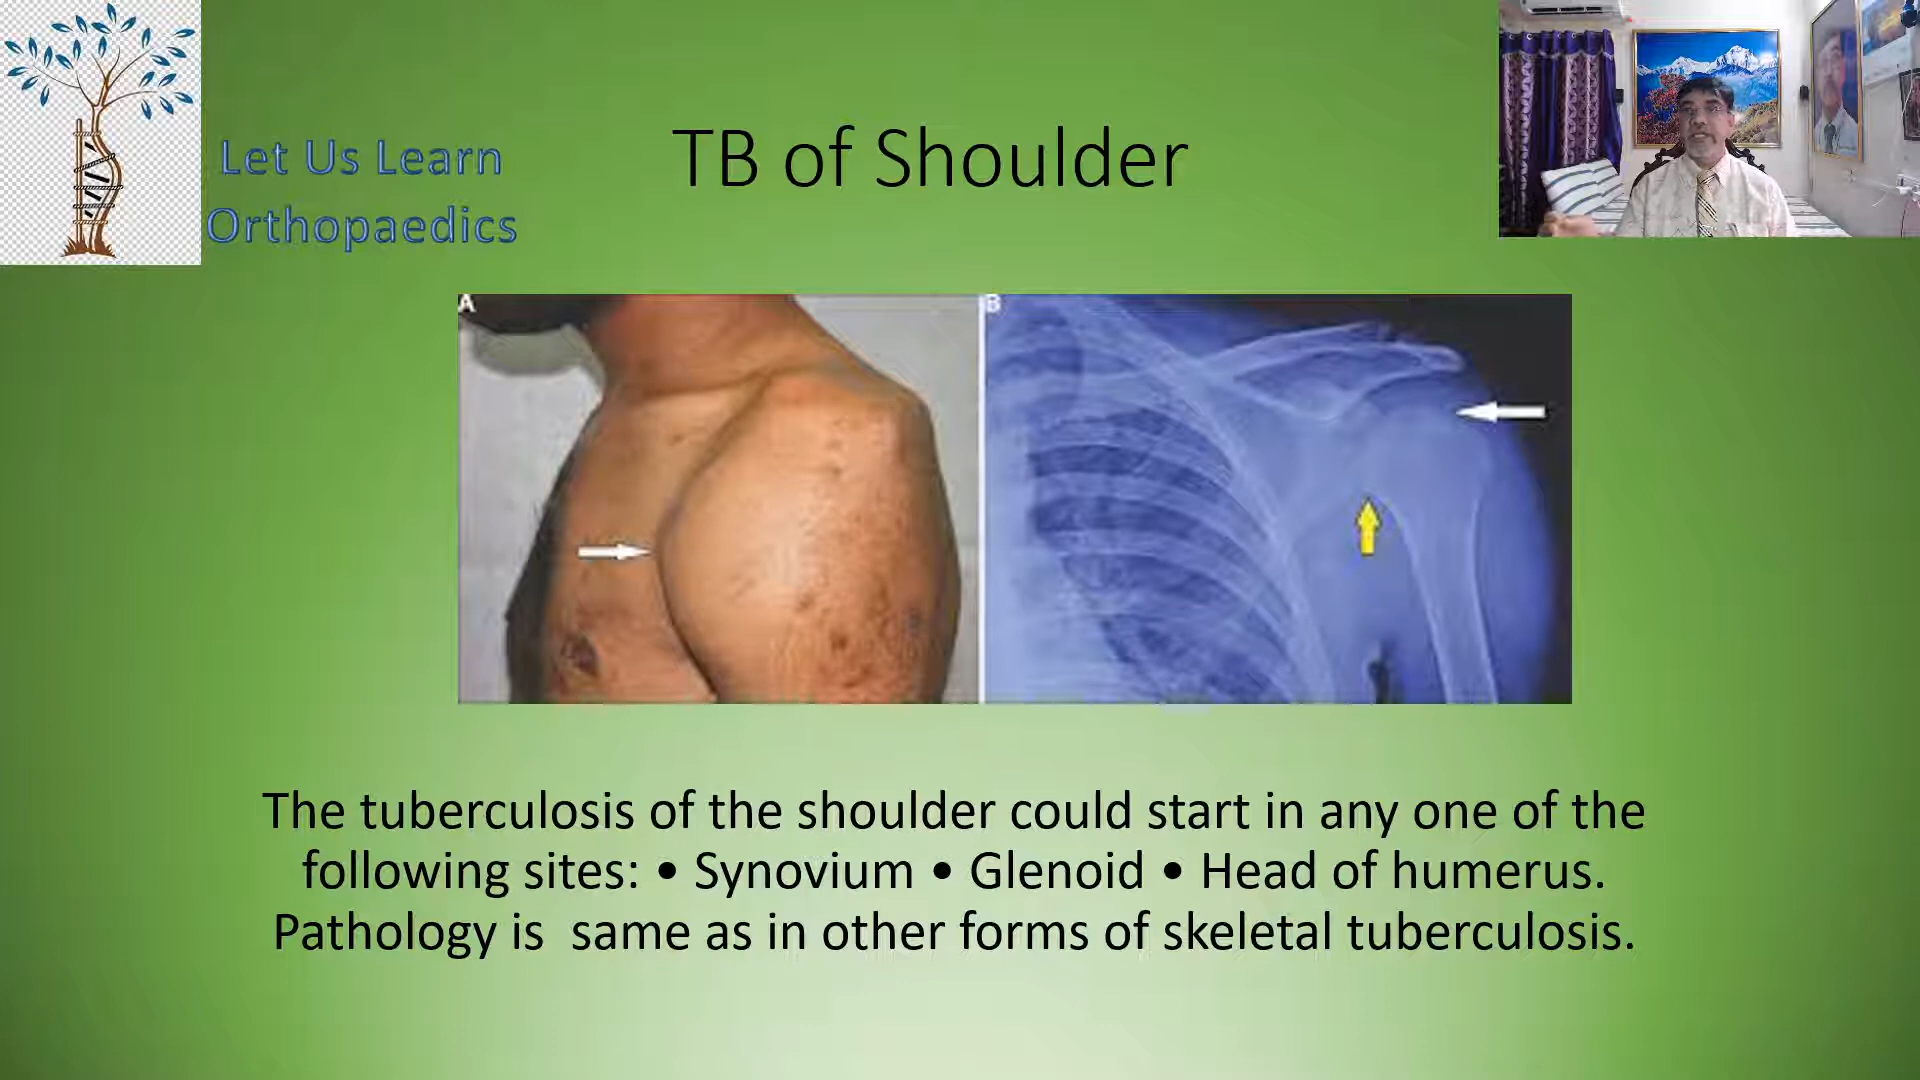 Let Us Learn
Orthopaedics
TB of Shoulder
A
B
The tuberculosis of the shoulder could start in any one of the
following sites: • Synovium • Glenoid • Head of humerus.
Pathology is  same as in other forms of skeletal tuberculosis.